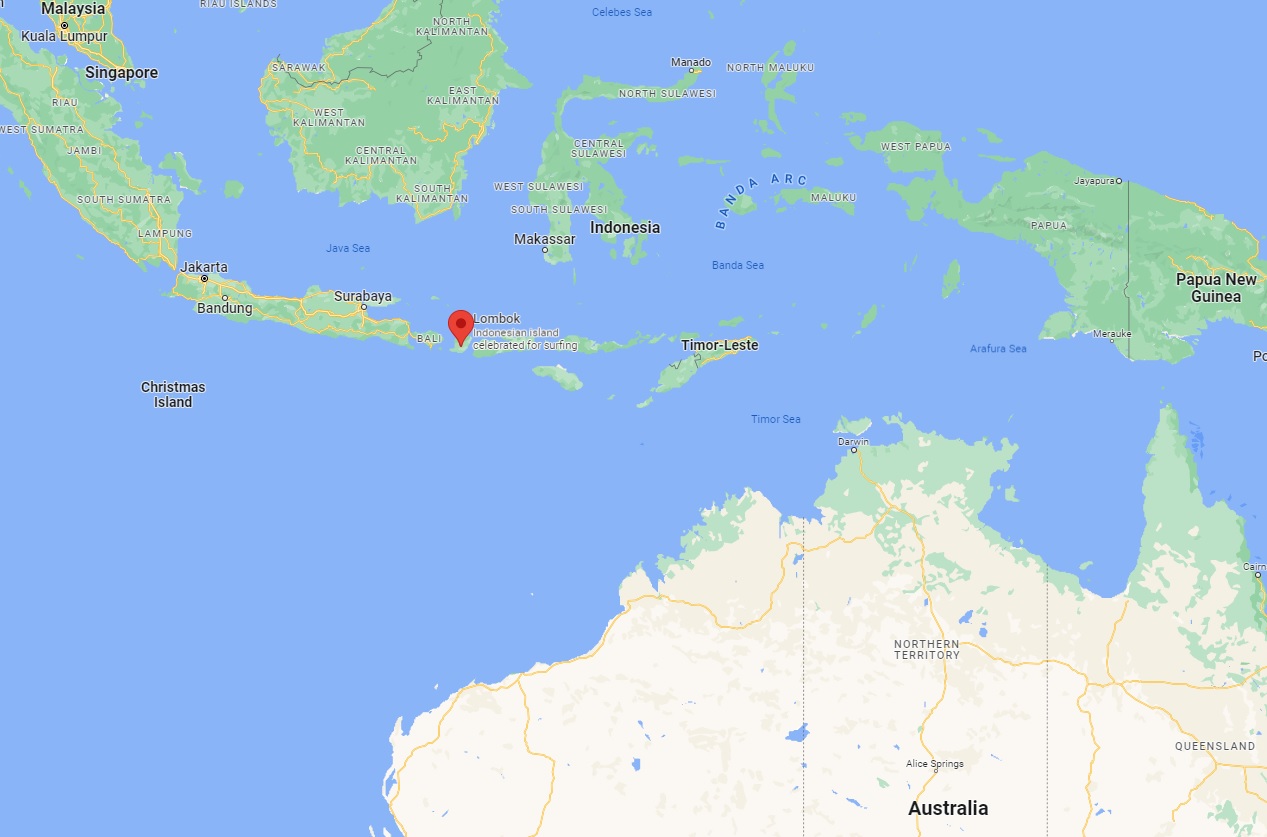 Malaysia
RIAU ISLANDS
Celebes Sea
Kuala Lumpur
NORTH
KALIMANTAN
Singapore
SARAWAK
Manado
NORTH MALUKU
RIAU
EAST
KALIMANTAN
NORTH SULAWESI
WEST
KALIMANTAN
WEST SUMATRA
JAMBI
CENTRAL
KALIMANTAN
CENTRAL
SULAWESI
WEST PAPUA
SOUTH SUMATRA
SOUTH
KALIMANTAN
WEST SULAWESI
SOUTH SULAWESI
BANDA ARC
MALUKU
Jayapura
LAMPUNG
Java Sea
Makassar
Indonesia
PAPUA
Jakarta
Banda Sea
Papua New
Guinea
Bandung
Surabaya
BALI
Lombok
Indonesian island
celebrated for surfing
Timor-Leste
Arafura Sea
Merauke
Po
Christmas
Island
Timor Sea
Darwin
Cairn
NORTHERN
TERRITORY
QUEENSLAND
Alice Springs
Australia